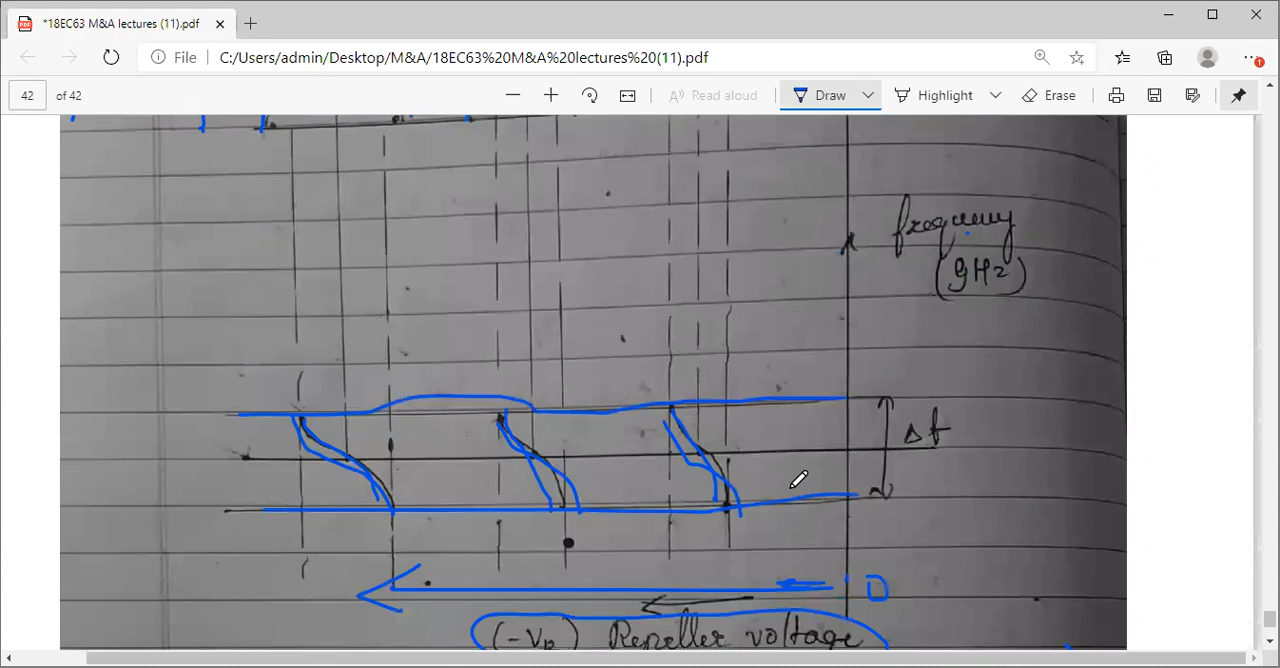 *18EC63 M&A lectures (11).pdf
File C:/Users/admin/Desktop/M&A/18EC63%20M&A%20lectures%20(11).pdf
42 of 42 Read aloud Draw Highlight Erase
frequency
(GHz)
Δf
0
(-VR) Repeller voltage